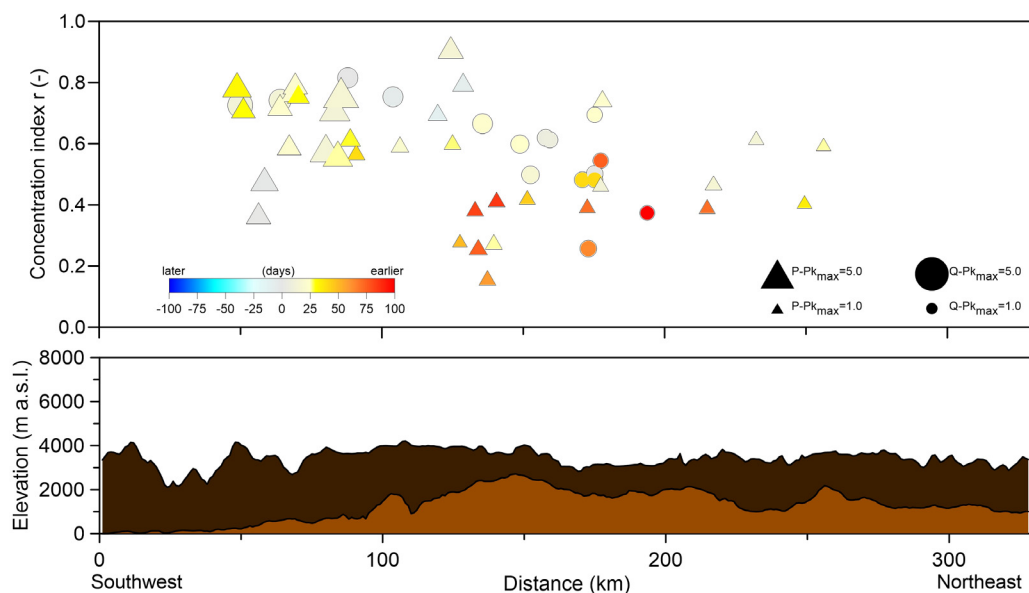 1.0
0.8
0.6
0.4
0.2
0.0
Concentration index r (-)
later (days) earlier
-100 -75 -50 -25 0 25 50 75 100
P-Pkmax=5.0 Q-Pkmax=5.0
P-Pkmax=1.0 Q-Pkmax=1.0
8000
6000
4000
2000
0
Elevation (m a.s.l.)
0 100 200 300
Southwest Distance (km) Northeast